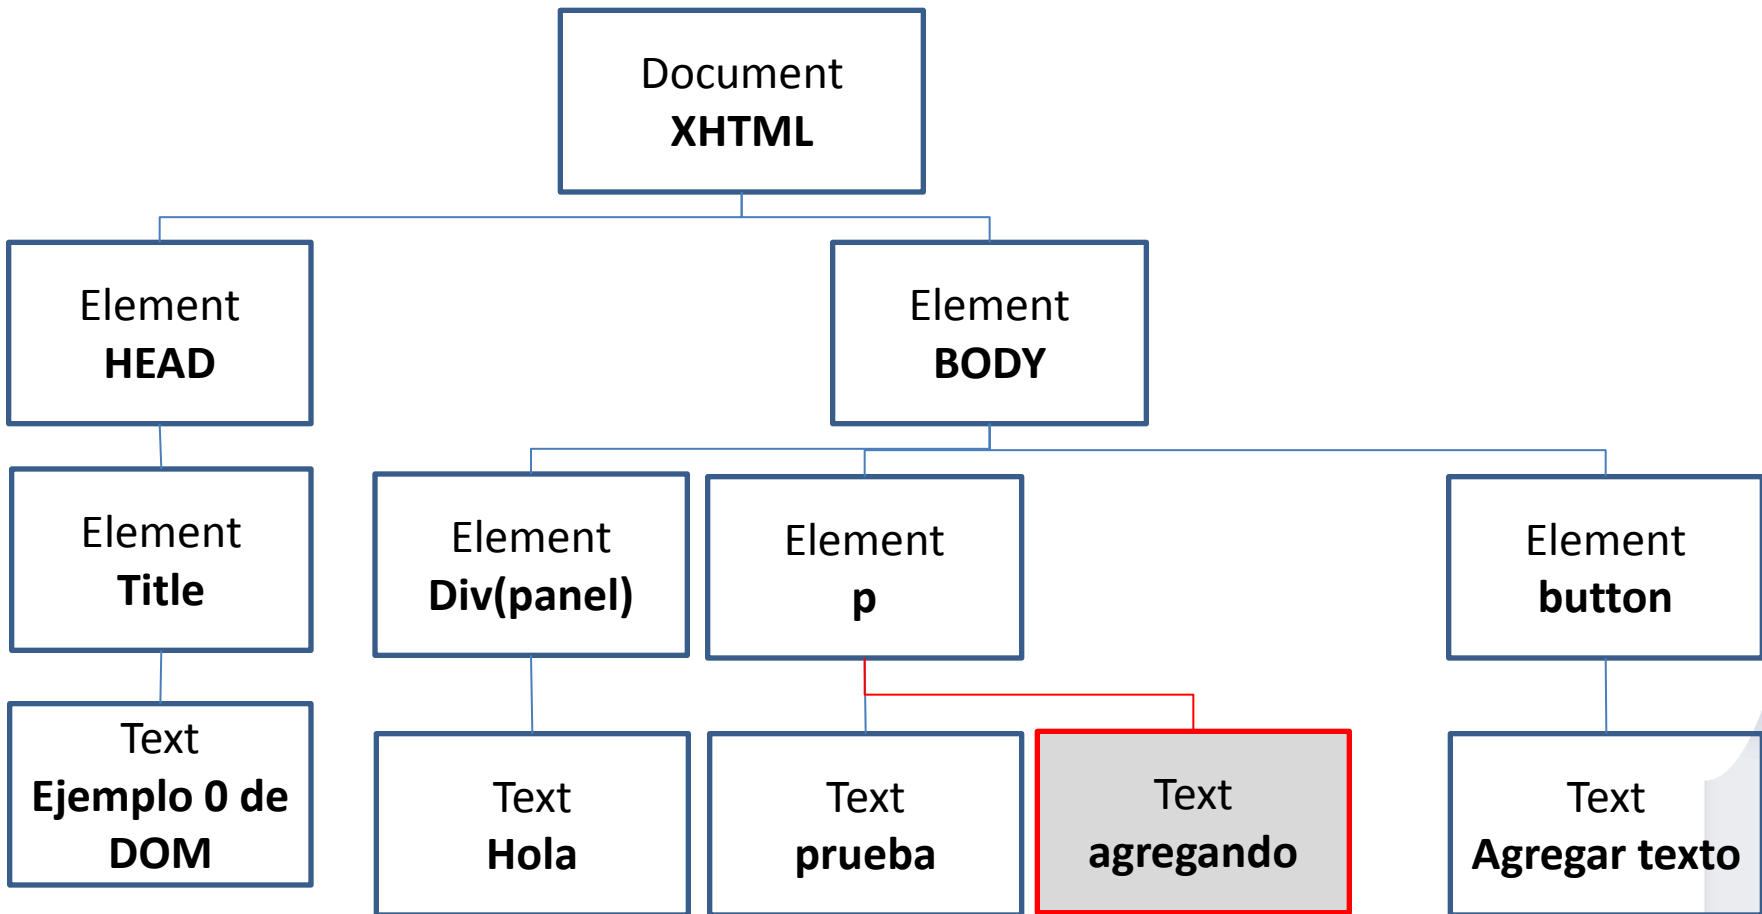 Document
XHTML
Element
HEAD
Element
BODY
Element
Title
Element
Div(panel)
Element
p
Element
button
Text
Ejemplo 0 de
DOM
Text
Hola
Text
prueba
Text
agregando
Text
Agregar texto